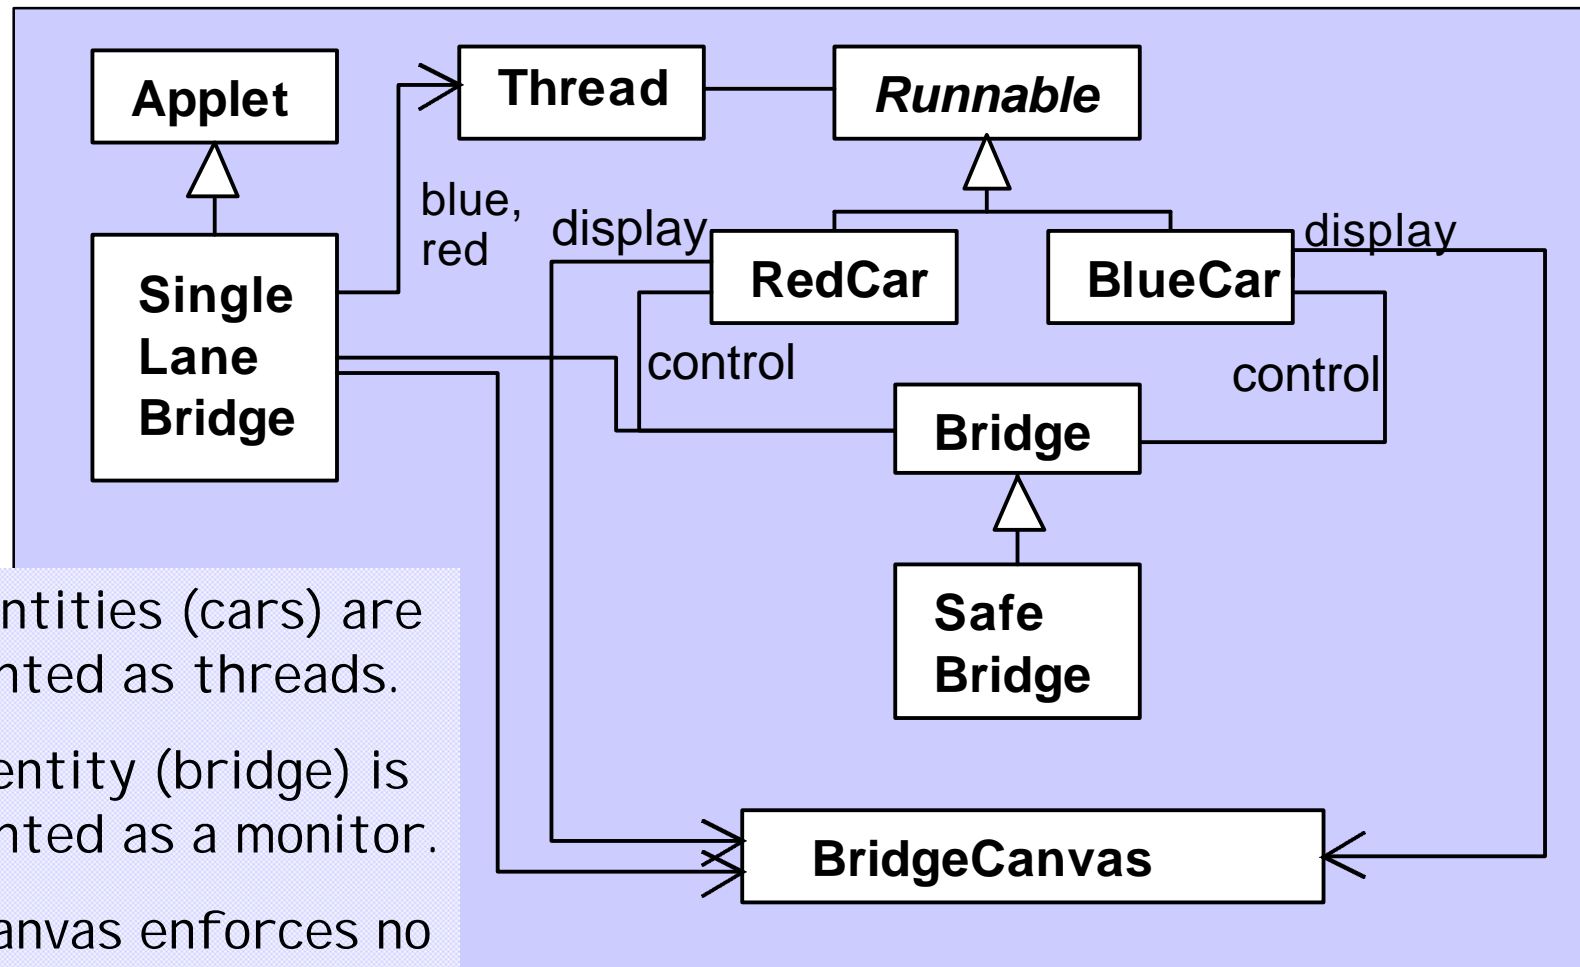 Applet
Thread
Runnable
blue,
red
display
display
Single
Lane
Bridge
RedCar
BlueCar
control
control
Bridge
Safe
Bridge
BridgeCanvas
ntities (cars) are
nted as threads.
entity (bridge) is
nted as a monitor.
anvas enforces no